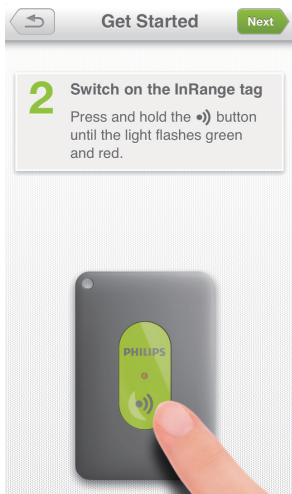 Get Started
Next
2
Switch on the InRange tag
Press and hold the •)) button
until the light flashes green
and red.
PHILIPS